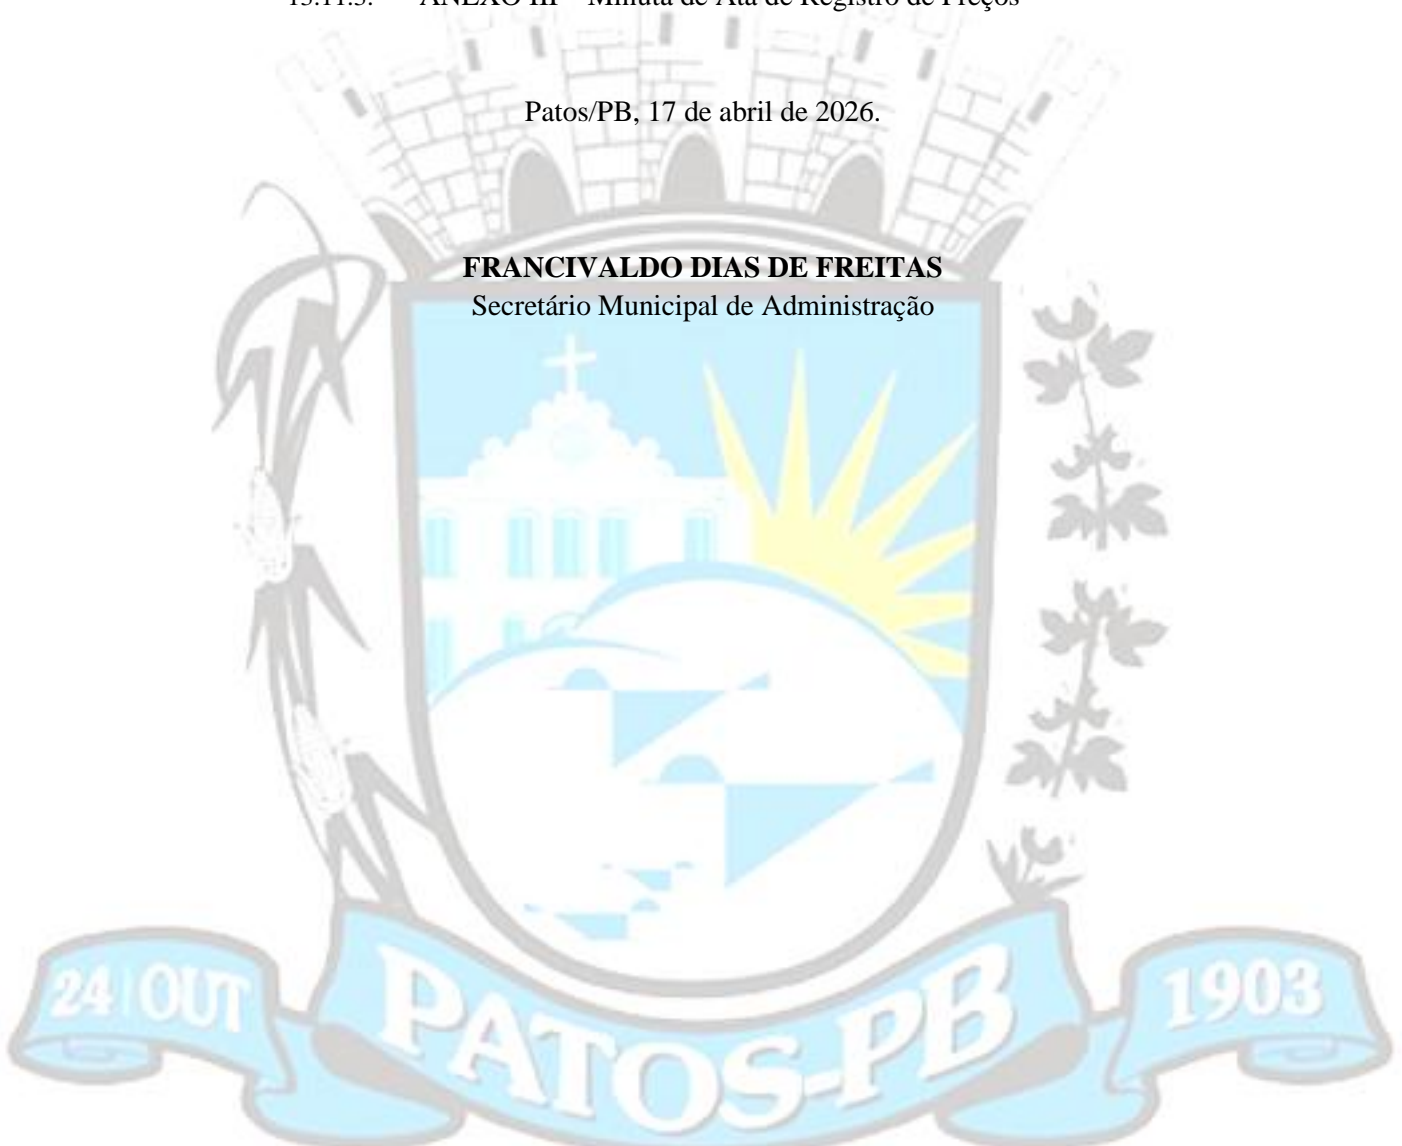 ANEXO III – Minuta de Ata de Registro de Preços
Patos/PB, 17 de abril de 2026.
FRANCIVALDO DIAS DE FREITAS
Secretário Municipal de Administração
24 OUT
PATOS-PB
1903